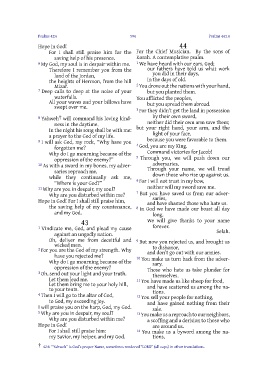 Psalm 42:5
Psalm 44:16
Hope in God!
For I shall still praise him for the
saving help of his presence.
⁶ My God, my soul is in despair within me.
Therefore I remember you from the
land of the Jordan,
the heights of Hermon, from the hill
Mizar.
⁷ Deep calls to deep at the noise of your
waterfalls.
All your waves and your billows have
swept over me.
⁸ Yahweh† will command his loving kind-
ness in the daytime.
In the night his song shall be with me:
a prayer to the God of my life.
⁹ I will ask God, my rock, "Why have you
forgotten me?
Why do I go mourning because of the
oppression of the enemy?"
¹⁰ As with a sword in my bones, my adver-
saries reproach me,
while they continually ask me,
"Where is your God?"
¹¹ Why are you in despair, my soul?
Why are you disturbed within me?
Hope in God! For I shall still praise him,
the saving help of my countenance,
and my God.
43
¹ Vindicate me, God, and plead my cause
against an ungodly nation.
Oh, deliver me from deceitful and
wicked men.
² For you are the God of my strength. Why
have you rejected me?
Why do I go mourning because of the
oppression of the enemy?
³ Oh, send out your light and your truth.
Let them lead me.
Let them bring me to your holy hill,
to your tents.
⁴ Then I will go to the altar of God,
to God, my exceeding joy.
I will praise you on the harp, God, my God.
⁵ Why are you in despair, my soul?
Why are you disturbed within me?
Hope in God!
For I shall still praise him:
my Savior, my helper, and my God.
44
For the Chief Musician. By the sons of
Korah. A contemplative psalm.
¹ We have heard with our ears, God;
our fathers have told us what work
you did in their days,
in the days of old.
² You drove out the nations with your hand,
but you planted them.
You afflicted the peoples,
but you spread them abroad.
³ For they didn't get the land in possession
by their own sword,
neither did their own arm save them;
but your right hand, your arm, and the
light of your face,
because you were favorable to them.
⁴ God, you are my King.
Command victories for Jacob!
⁵ Through you, we will push down our
adversaries.
Through your name, we will tread
down those who rise up against us.
⁶ For I will not trust in my bow,
neither will my sword save me.
⁷ But you have saved us from our adver-
saries,
and have shamed those who hate us.
⁸ In God we have made our boast all day
long.
We will give thanks to your name
forever.
Selah.
⁹ But now you rejected us, and brought us
to dishonor,
and don't go out with our armies.
¹⁰ You make us turn back from the adver-
sary.
Those who hate us take plunder for
themselves.
¹¹ You have made us like sheep for food,
and have scattered us among the na-
tions.
¹² You sell your people for nothing,
and have gained nothing from their
sale.
¹³ You make us a reproach to our neighbors,
a scoffing and a derision to those who
are around us.
¹⁴ You make us a byword among the na-
tions,
† 42:8: "Yahweh" is God's proper Name, sometimes rendered "LORD" (all caps) in other translations.